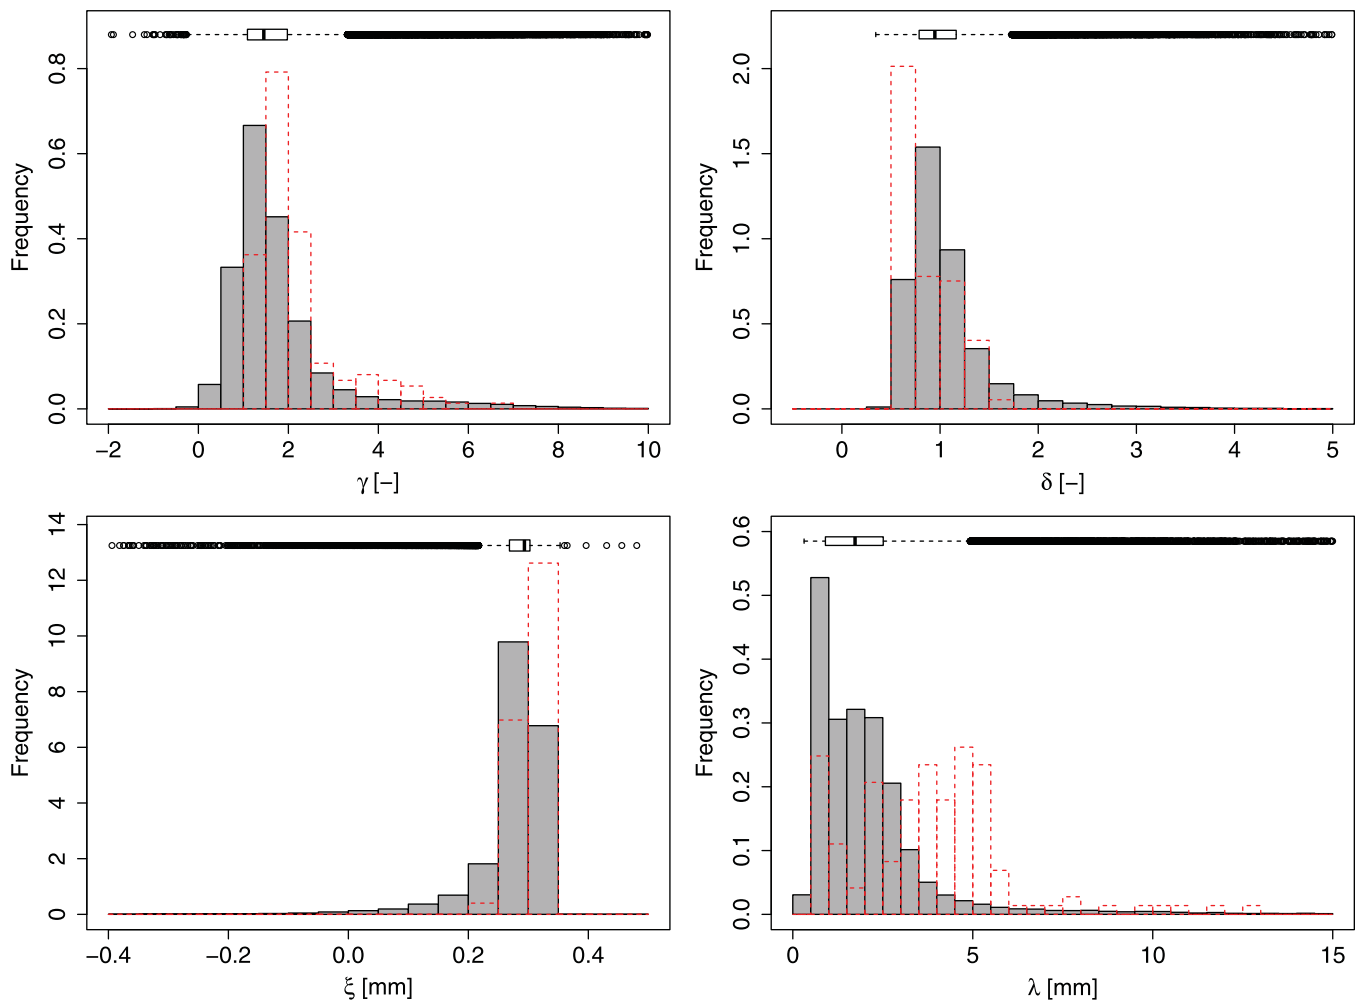 Frequency
0.0 0.2 0.4 0.6 0.8
−2 0 2 4 6 8 10
γ [−]
Frequency
0.0 0.5 1.0 1.5 2.0
0 1 2 3 4 5
δ [−]
Frequency
0 2 4 6 8 10 12 14
−0.4 −0.2 0.0 0.2 0.4
ξ [mm]
Frequency
0.0 0.1 0.2 0.3 0.4 0.5 0.6
0 5 10 15
λ [mm]